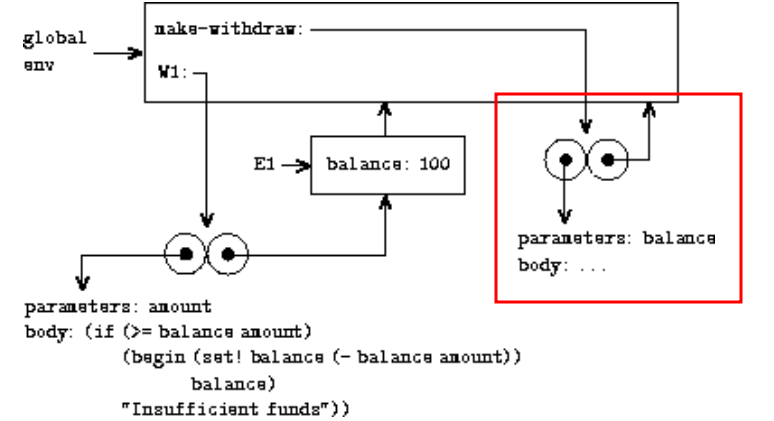 global
env
make-withdraw:
W1:
E1
balance: 100
parameters: balance
body: ...
parameters: amount
body: (if (>= balance amount)
(begin (set! balance (- balance amount))
balance)
"Insufficient funds"))